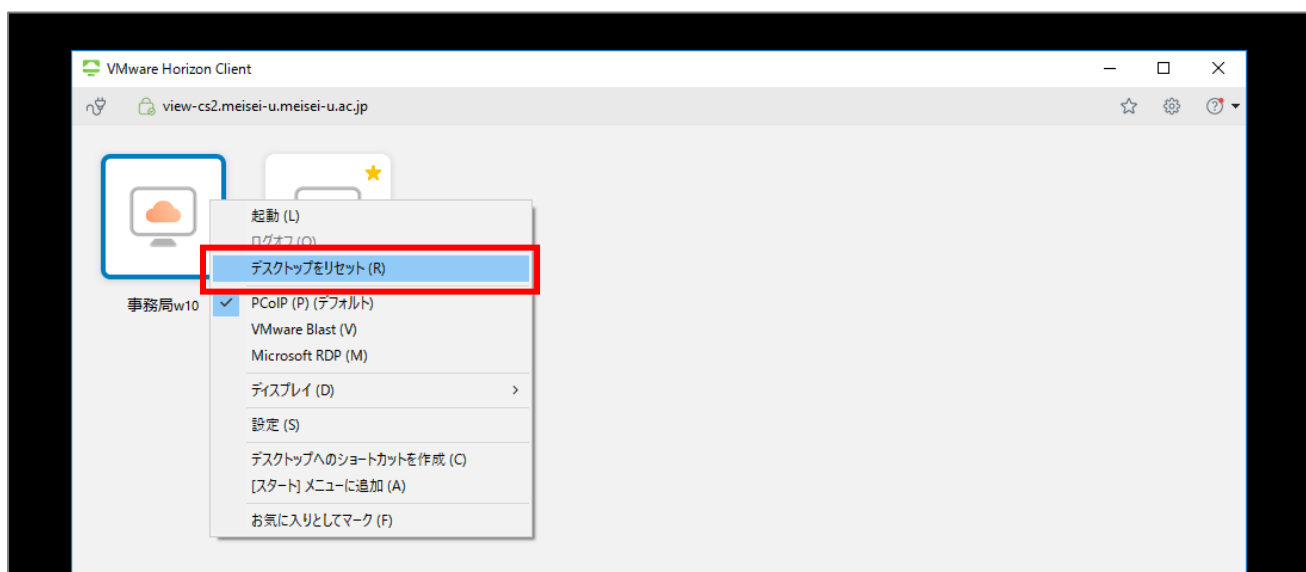 VMware Horizon Client
view-cs2.meisei-u.meisei-u.ac.jp
起動 (L)
ログオフ (O)
デスクトップをリセット (R)
事務局w10
PCoIP (P) (デフォルト)
VMware Blast (V)
Microsoft RDP (M)
ディスプレイ (D)
設定 (S)
デスクトップへのショートカットを作成 (C)
[スタート] メニューに追加 (A)
お気に入りとしてマーク (F)